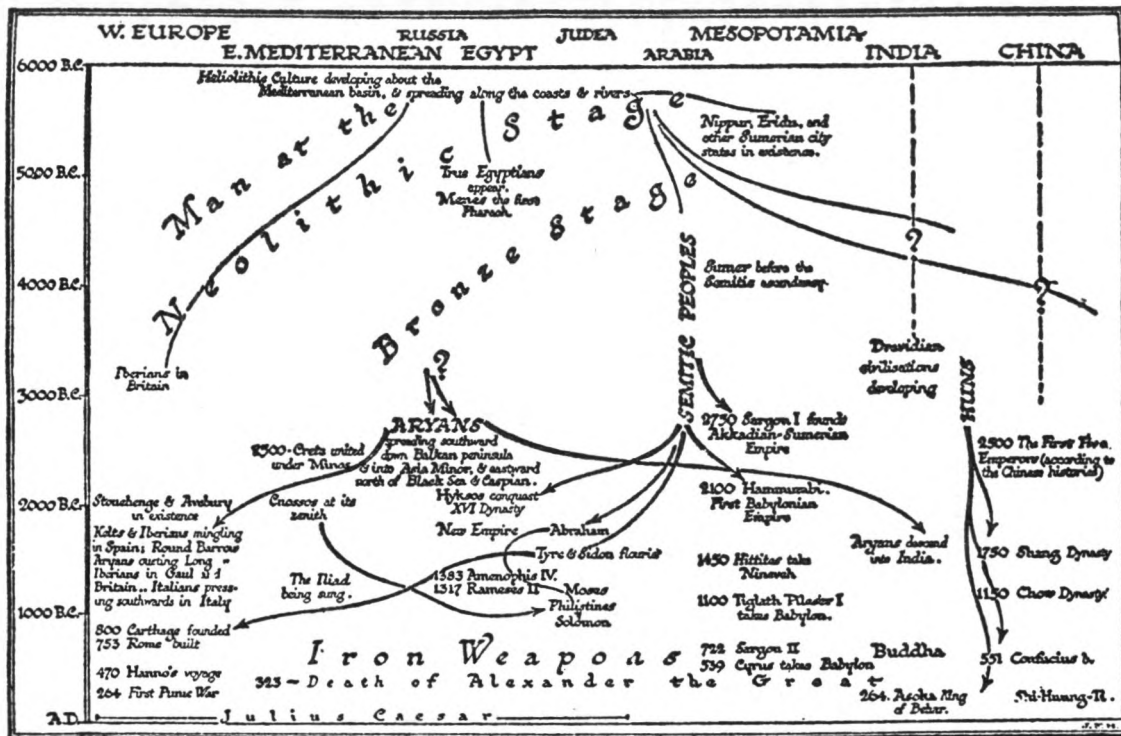 W. EUROPE
RUSSIA
JUDEA
MESOPOTAMIA
E. MEDITERRANEAN
EGYPT
ARABIA
INDIA
CHINA
6000 B.C.
Heliolithic Culture developing about the
Mediterranean basin, & spreading along the coasts & rivers
Man at the
Neolithic Stage
Nippur, Eridu, and
other Sumerian city
states in existence.
5000 B.C.
True Egyptians
appear.
Menes the first
Pharaoh.
Bronze stage
?
SEMITIC PEOPLES
Sumer before the
Semitic ascendancy
4000 B.C.
?
Iberians in
Britain
?
Dravidian
civilisations
developing
HUNS
3000 B.C.
ARYANS
spreading southward
down Balkan peninsula
& into Asia Minor, & eastward
north of Black Sea & Caspian.
2750 Sargon I founds
Akkadian-Sumerian
Empire
2500-Crete united
under Minos
2500 The First Five
Emperors (according to
the Chinese histories)
2000 B.C.
Stonehenge & Avebury
in existence
Kelts & Iberians mingling
in Spain; Round Barrow
Aryans ousting Long "
Iberians in Gaul &
Britain.. Italians press-
ing southwards in Italy
Cnossos at its
zenith
Hyksos conquest
XVI Dynasty
2100 Hammurabi.
First Babylonian
Empire
New Empire
Abraham
Tyre & Sidon flourish
Aryans descend
into India.
1750 Shang Dynasty
1450 Hittites take
Nineveh
The Iliad
being sung.
1383 Amenophis IV.
1317 Rameses II
Moses
Philistines
Solomon
1100 Tiglath Pileser I
takes Babylon.
1150 Chow Dynasty
1000 B.C.
800 Carthage founded
753 Rome built
Iron Weapons
722 Sargon II
539 Cyrus takes Babylon
Buddha
551 Confucius b.
470 Hanno's voyage
323-Death of Alexander the Great
264 First Punic War
264. Asoka King
of Behar.
Shi-Huang-Ti.
A.D.
Julius Caesar
J.F.H.